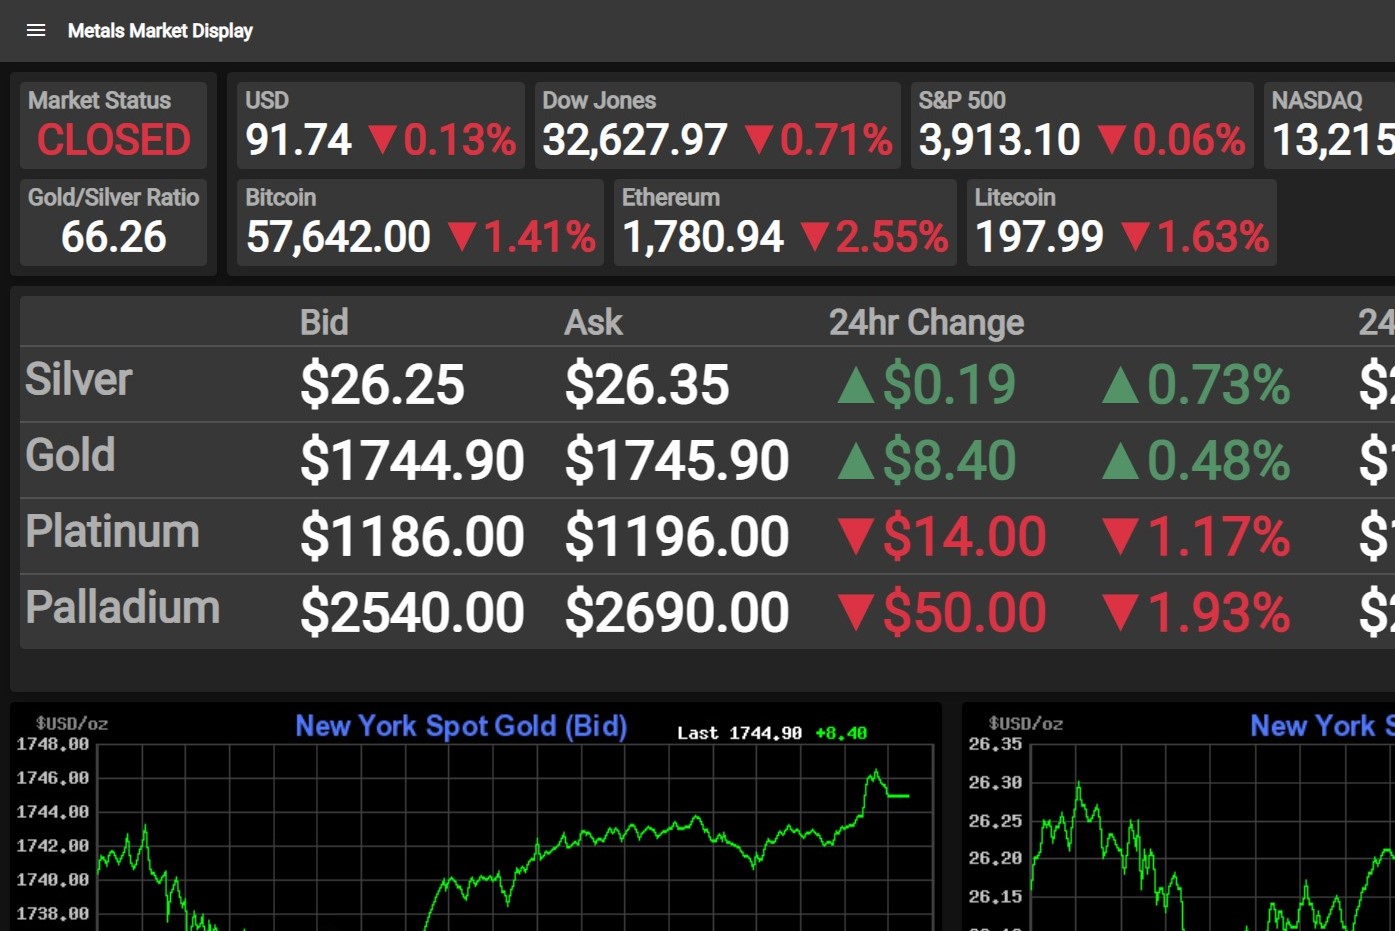 Metals Market Display
Market Status
CLOSED
USD
91.74 ▼0.13%
Dow Jones
32,627.97 ▼0.71%
S&P 500
3,913.10 ▼0.06%
NASDAQ
13,215
Gold/Silver Ratio
66.26
Bitcoin
57,642.00 ▼1.41%
Ethereum
1,780.94 ▼2.55%
Litecoin
197.99 ▼1.63%
Bid Ask 24hr Change 24
Silver $26.25 $26.35 ▲$0.19 ▲0.73% $2
Gold $1744.90 $1745.90 ▲$8.40 ▲0.48% $1
Platinum $1186.00 $1196.00 ▼$14.00 ▼1.17% $1
Palladium $2540.00 $2690.00 ▼$50.00 ▼1.93% $2
$USD/oz New York Spot Gold (Bid) Last 1744.90 +8.40
1748.00
1746.00
1744.00
1742.00
1740.00
1738.00
$USD/oz New York S
26.35
26.30
26.25
26.20
26.15